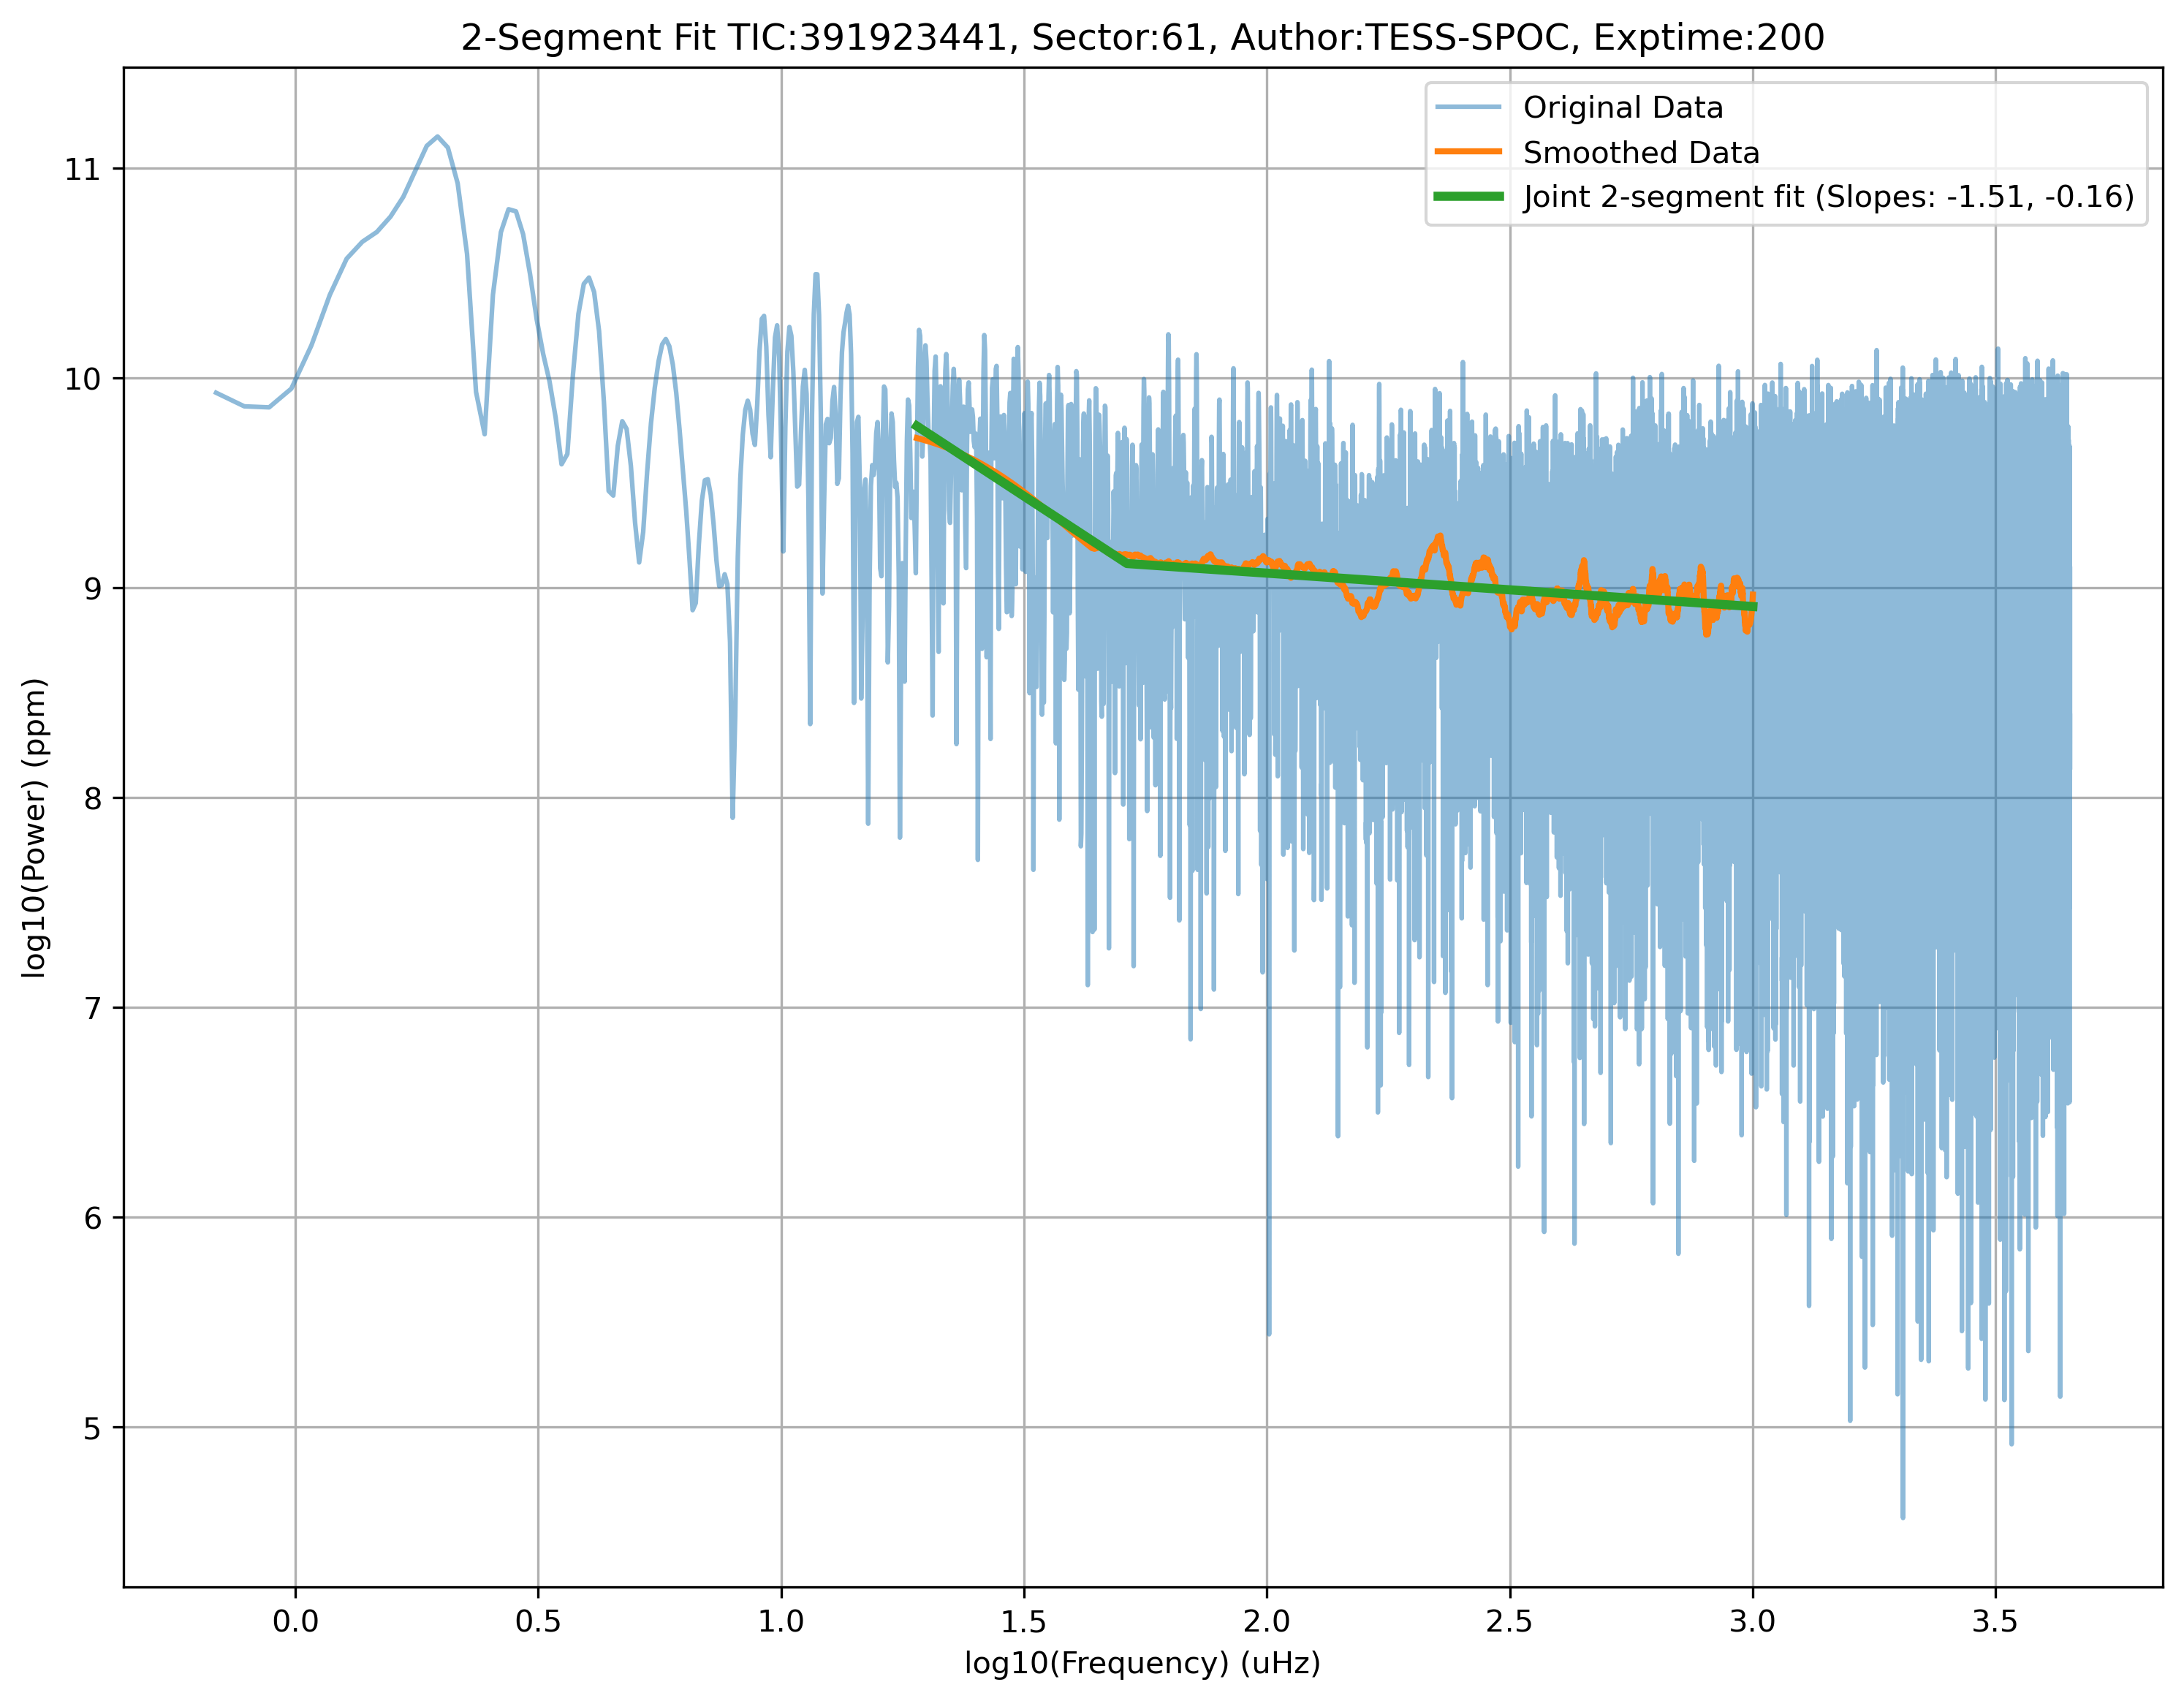 2-Segment Fit TIC:391923441, Sector:61, Author:TESS-SPOC, Exptime:200
Original Data
Smoothed Data
Joint 2-segment fit (Slopes: -1.51, -0.16)
log10(Power) (ppm)
11
10
9
8
7
6
5
0.0 0.5 1.0 1.5 2.0 2.5 3.0 3.5
log10(Frequency) (uHz)